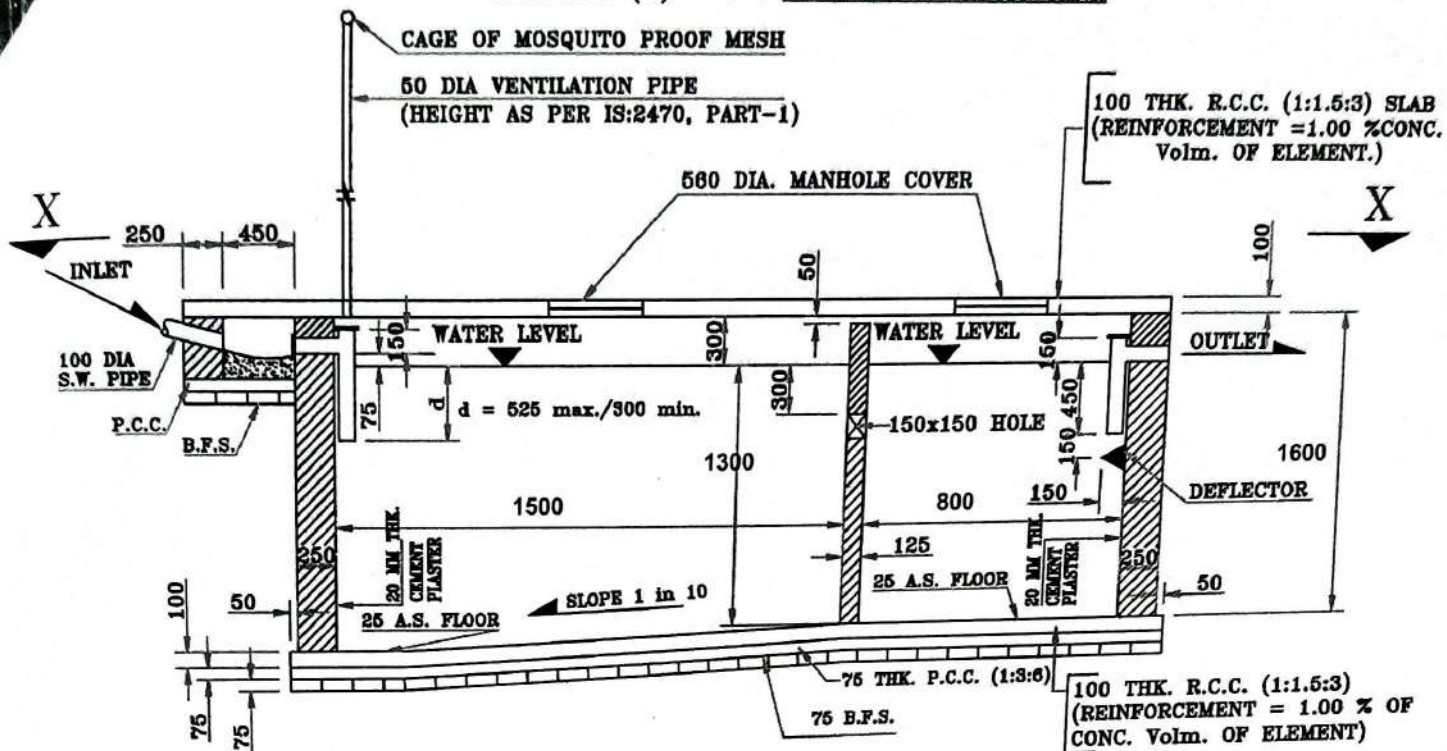 CAGE OF MOSQUITO PROOF MESH
50 DIA VENTILATION PIPE
(HEIGHT AS PER IS:2470, PART-1)
100 THK. R.C.C. (1:1.5:3) SLAB
(REINFORCEMENT =1.00 %CONC.
Volm. OF ELEMENT.)
560 DIA. MANHOLE COVER
X
X
250
450
INLET
50
100
WATER LEVEL
WATER LEVEL
150
300
150
OUTLET
100 DIA
S.W. PIPE
75
d
d = 525 max./300 min.
300
450
P.C.C.
B.F.S.
150x150 HOLE
150
1300
1600
DEFLECTOR
150
1500
800
250
20 MM THK.
CEMENT
PLASTER
125
20 MM THK.
CEMENT
PLASTER
250
50
SLOPE 1 in 10
25 A.S. FLOOR
50
100
25 A.S. FLOOR
75
75
75 THK. P.C.C. (1:3:6)
75 B.F.S.
100 THK. R.C.C. (1:1.5:3)
(REINFORCEMENT = 1.00 % OF
CONC. Volm. OF ELEMENT)